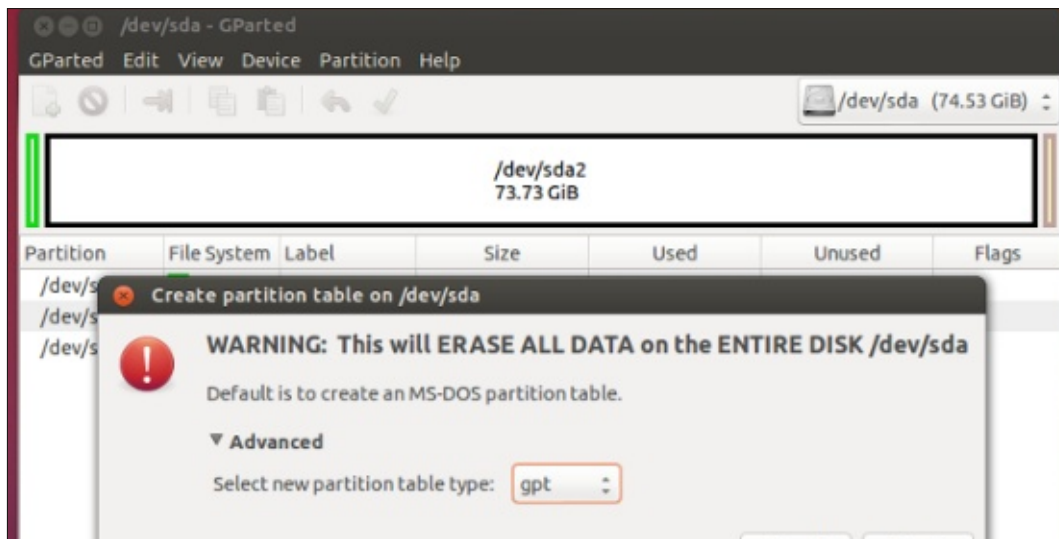 /dev/sda - GParted
GParted Edit View Device Partition Help
/dev/sda (74.53 GiB)
/dev/sda2
73.73 GiB
Partition File System Label Size Used Unused Flags
/dev/s
/dev/s
/dev/s
Create partition table on /dev/sda
WARNING: This will ERASE ALL DATA on the ENTIRE DISK /dev/sda
Default is to create an MS-DOS partition table.
Advanced
Select new partition table type: gpt